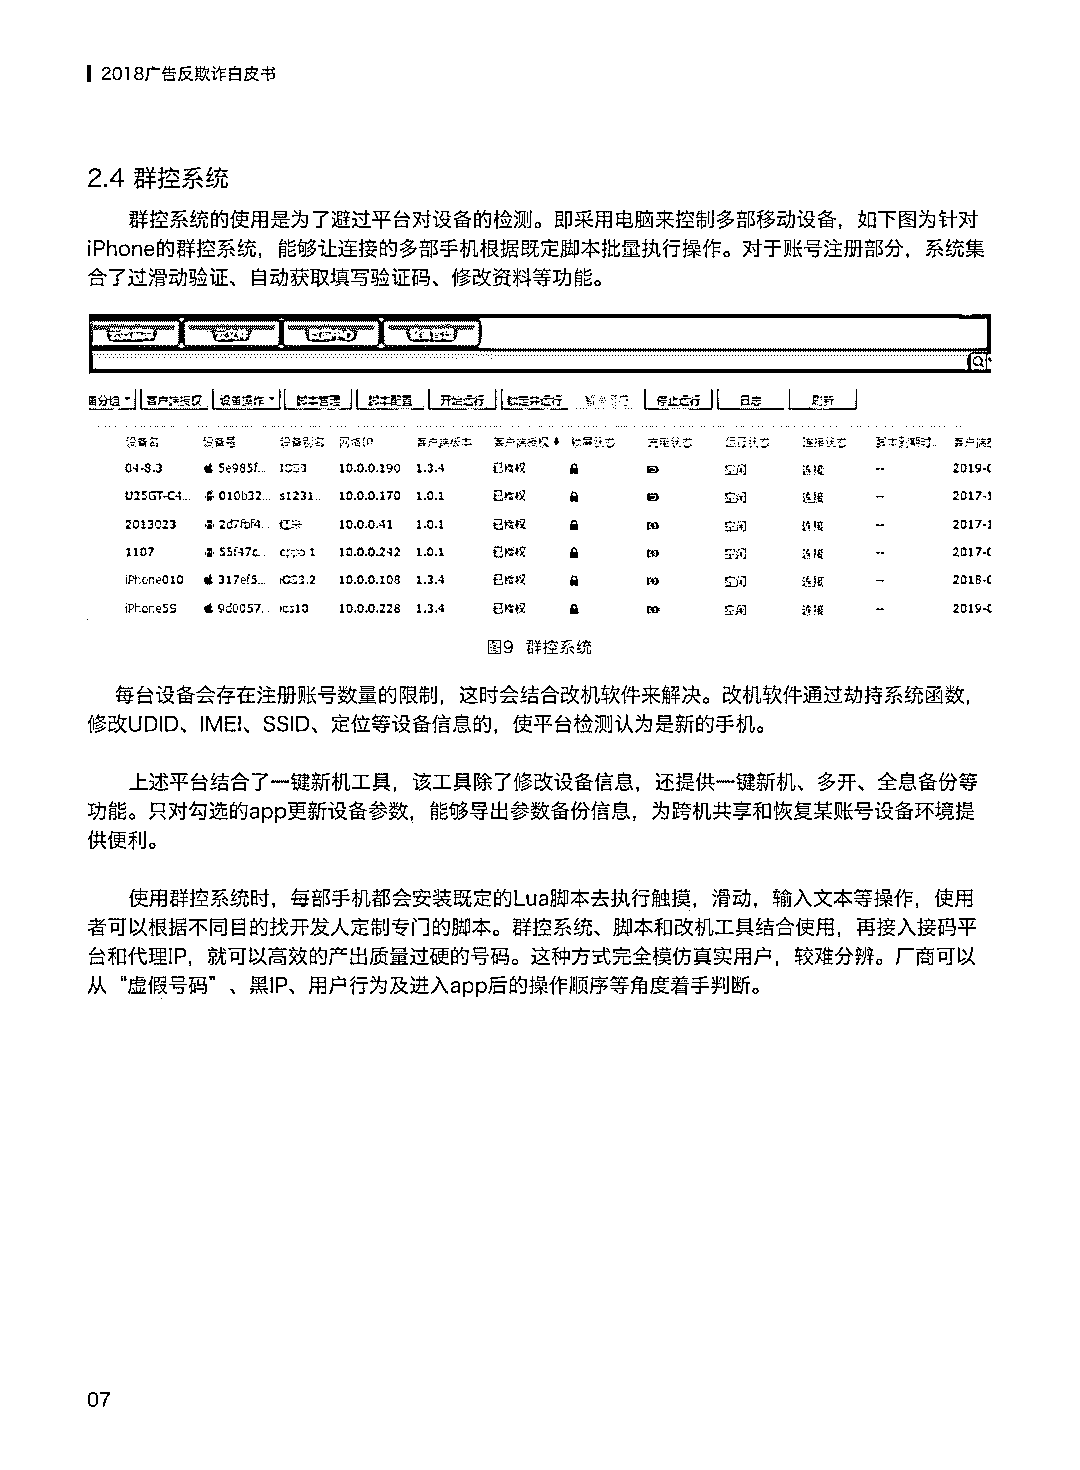 2018广告反欺诈白皮书
2.4 群控系统
群控系统的使用是为了避过平台对设备的检测。即采用电脑来控制多部移动设备，如下图为针对
iPhone的群控系统，能够让连接的多部手机根据既定脚本批量执行操作。对于账号注册部分，系统集
合了过滑动验证、自动获取填写验证码、修改资料等功能。
客户端授权 设备操作 脚本管理 脚本配置 开始运行 停止运行 日志 刷新
设备名 设备号 设备别名 网络IP 客户端版本 客户端授权 锁屏状态 充电状态 运行状态 连接状态 脚本到期时..
04-8.3 5e985f... 10.0.0.190 1.3.4 已授权 空闲 连接 -- 2019-
U25GT-C4... 010b32... s1231.. 10.0.0.170 1.0.1 已授权 空闲 连接 -- 2017-1
2013023 10.0.0.41 1.0.1 已授权 空闲 连接 -- 2017-1
1107 55f47c.. 10.0.0.242 1.0.1 已授权 空闲 连接 -- 2017-
iPhone010 317ef5... 10.0.0.108 1.3.4 已授权 空闲 连接 -- 2018-
iPhone5S 9d0057.. ios10 10.0.0.228 1.3.4 已授权 空闲 连接 -- 2019-
图9 群控系统
每台设备会存在注册账号数量的限制，这时会结合改机软件来解决。改机软件通过劫持系统函数，
修改UDID、IMEI、SSID、定位等设备信息的，使平台检测认为是新的手机。
上述平台结合了一键新机工具，该工具除了修改设备信息，还提供一键新机、多开、全息备份等
功能。只对勾选的app更新设备参数，能够导出参数备份信息，为跨机共享和恢复某账号设备环境提
供便利。
使用群控系统时，每部手机都会安装既定的Lua脚本去执行触摸，滑动，输入文本等操作，使用
者可以根据不同目的找开发人定制专门的脚本。群控系统、脚本和改机工具结合使用，再接入接码平
台和代理IP，就可以高效的产出质量过硬的号码。这种方式完全模仿真实用户，较难分辨。厂商可以
从“虚假号码”、黑IP、用户行为及进入app后的操作顺序等角度着手判断。
07